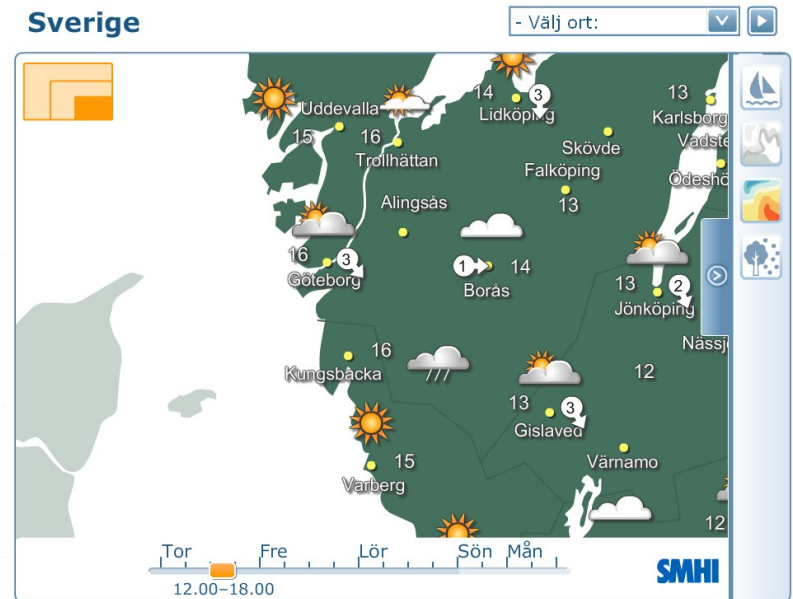 Sverige
- Välj ort:
14
3
13
Lidköping
Karlsborg
Uddevalla
15
16
Trollhättan
Skövde
Vadste
Falköping
Ödeshö
13
Alingsås
16
3
Göteborg
1
14
Borås
13
2
Jönköping
Nässj
16
Kungsbacka
12
13
3
Gislaved
15
Varberg
Värnamo
12
Tor Fre Lör Sön Mån
12.00–18.00
SMHI